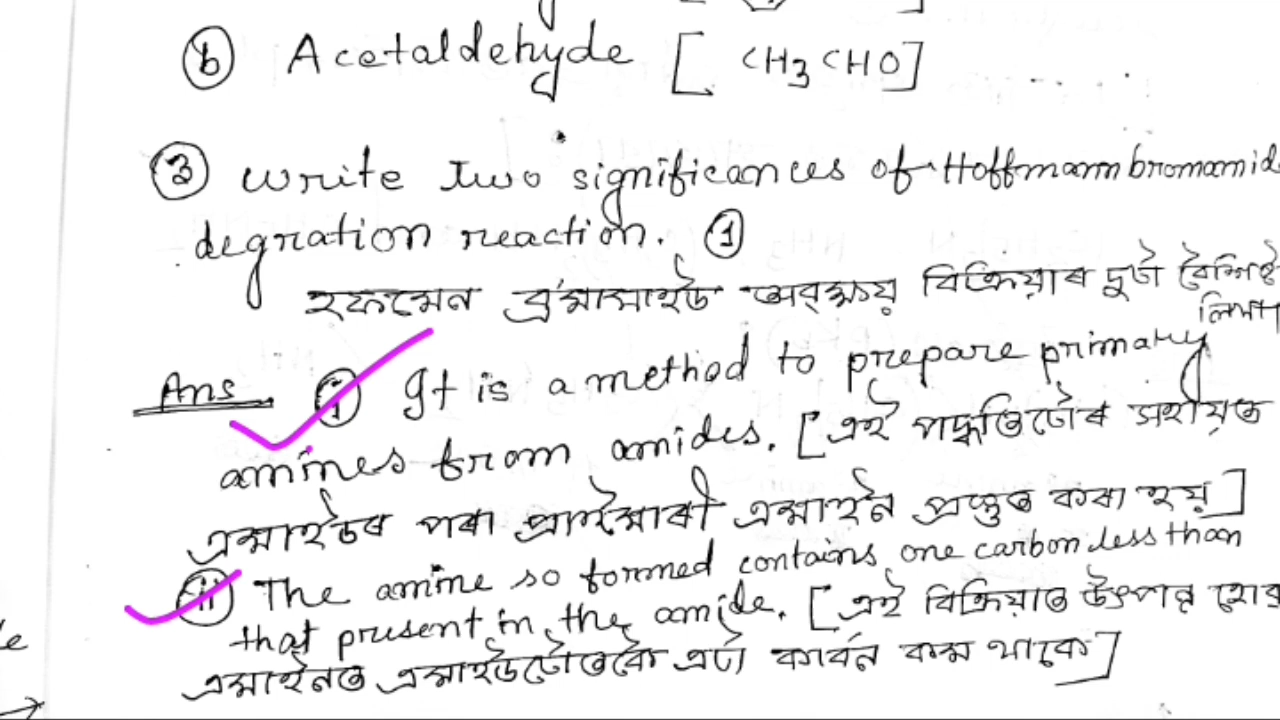 ⓑ Acetaldehyde [CH3CHO]
③ Write Two significances of Hoffmann bromamid
degration reaction. ①
হফমেন ব্ৰ'মামাইড অৱক্ষয় বিক্ৰিয়াৰ দুটা বৈশিষ্ট
লিখা
Ans ⓘ It is a method to prepare primary
amines from amides. [এই পদ্ধতিটোৰ সহায়ত
এমাইডৰ পৰা প্ৰাইমাৰী এমাইন প্ৰস্তুত কৰা হয়]
(ii) The amine so formed contains one carbon less than
that present in the amide. [এই বিক্ৰিয়াত উৎপন্ন হোৱা
এমাইনত এমাইডটোতকৈ এটা কাৰ্বন কম থাকে]